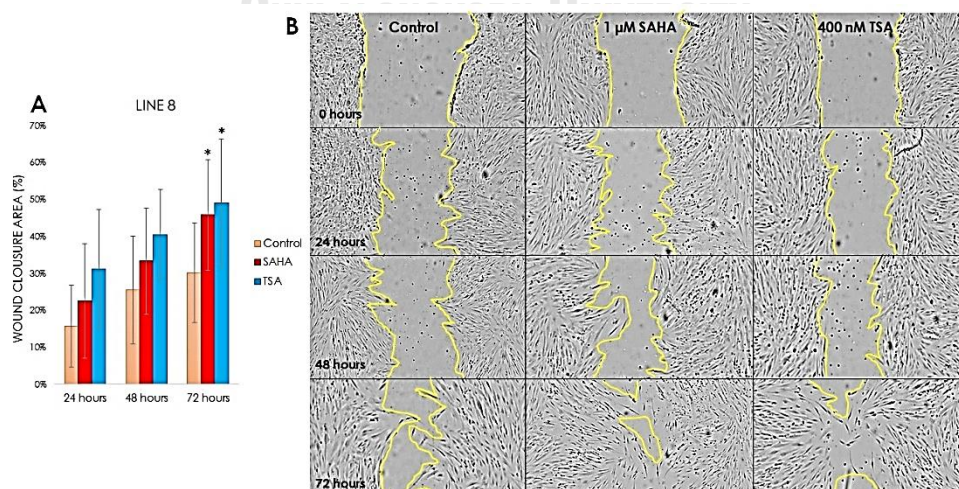 B
Control
1 µM SAHA
400 nM TSA
0 hours
24 hours
48 hours
72 hours
A
LINE 8
WOUND CLOUSURE AREA (%)
70%
60%
50%
40%
30%
20%
10%
0%
* *
24 hours 48 hours 72 hours
Control
SAHA
TSA